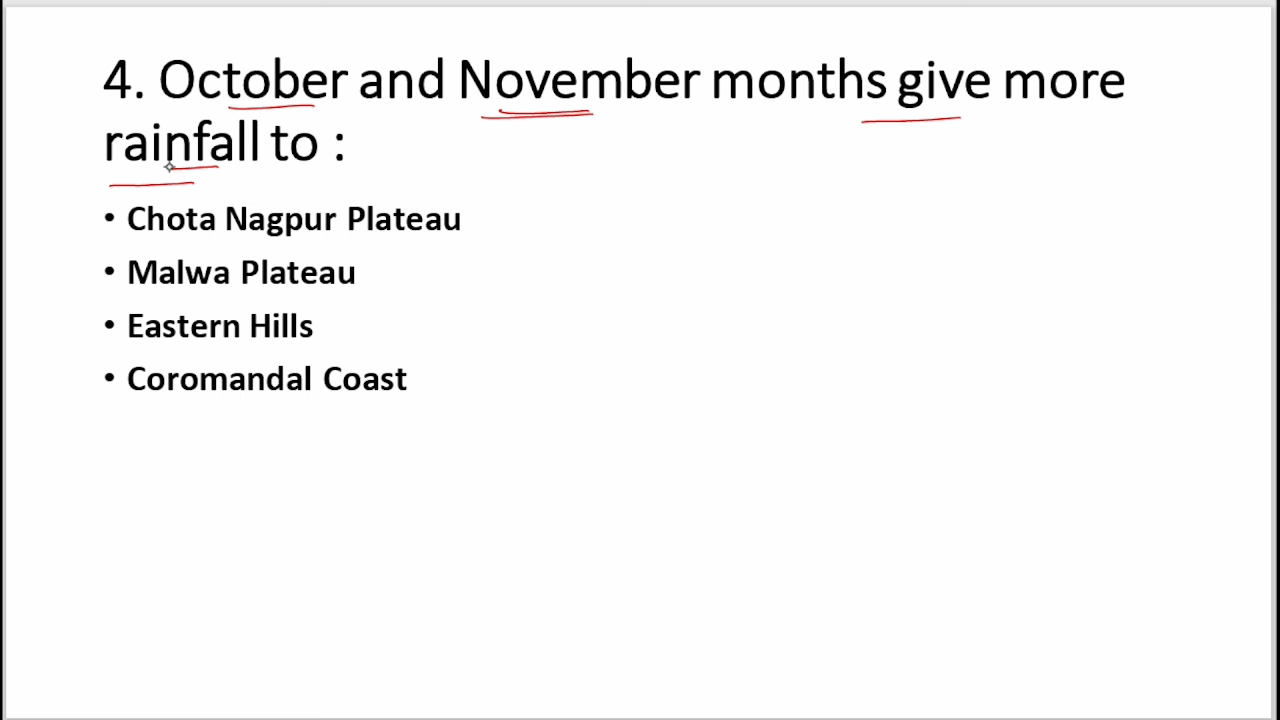 4. October and November months give more
rainfall to :
• Chota Nagpur Plateau
• Malwa Plateau
• Eastern Hills
• Coromandal Coast